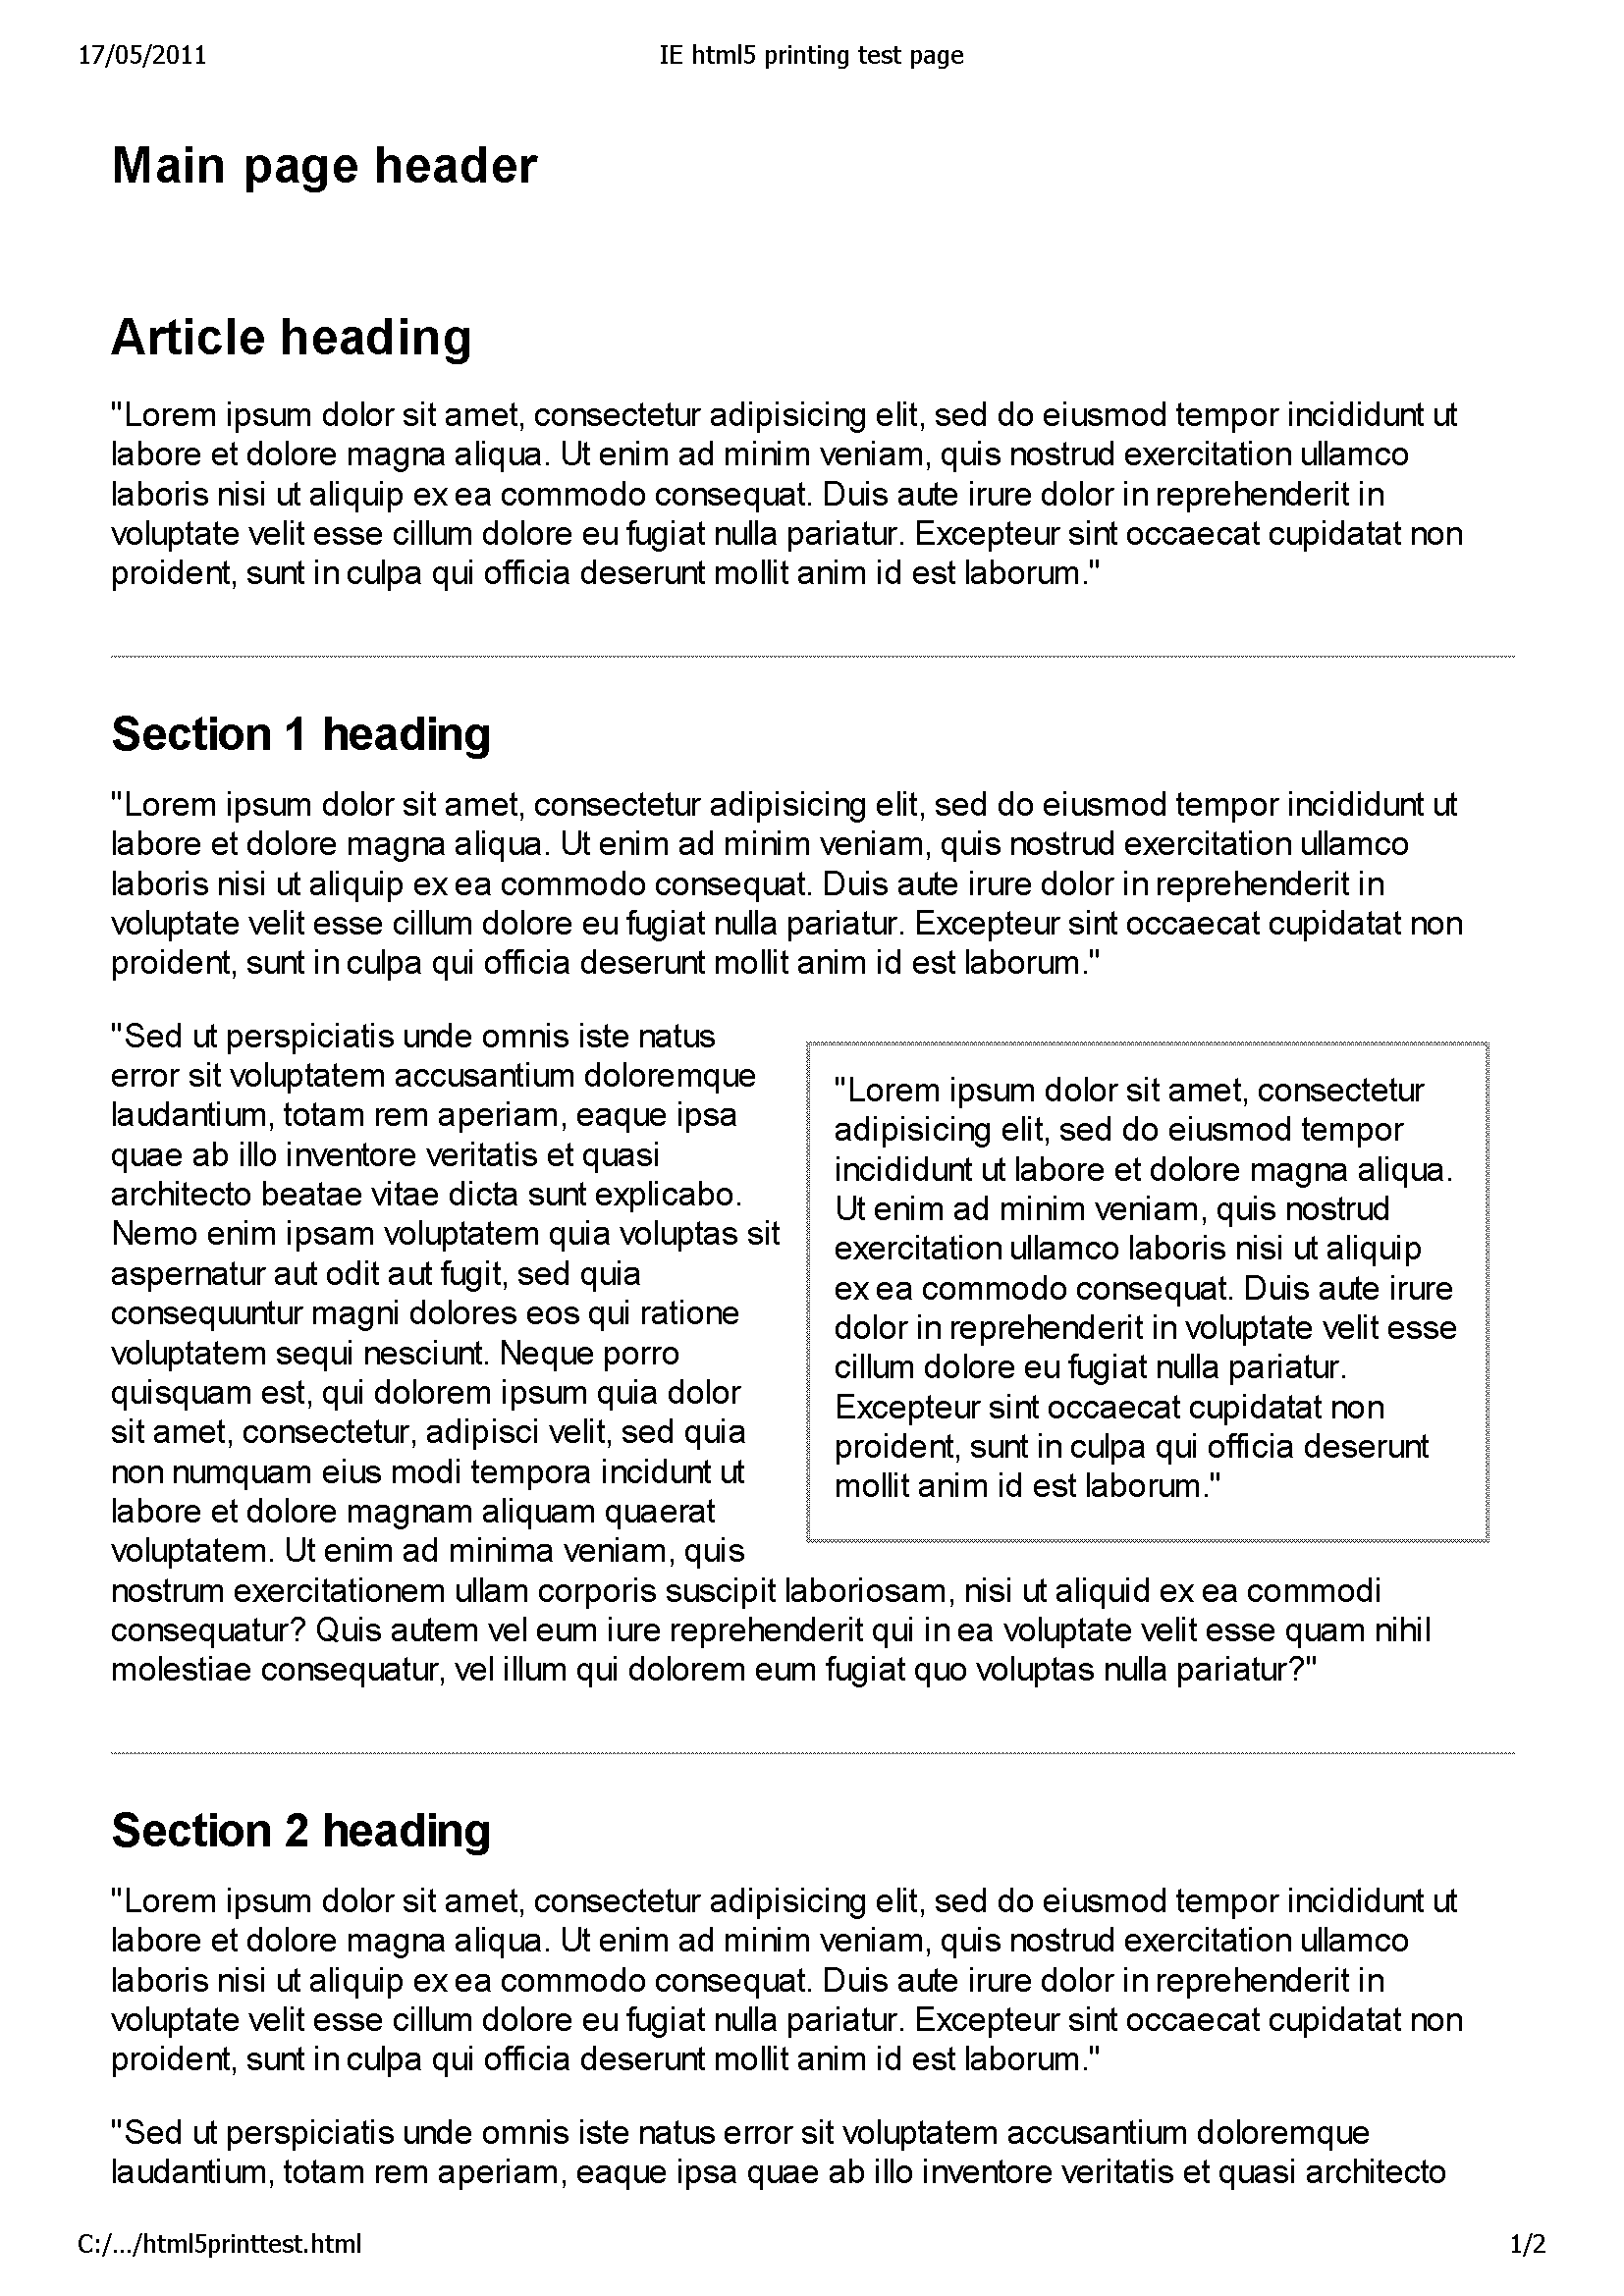 17/05/2011 IE html5 printing test page
Main page header
Article heading
"Lorem ipsum dolor sit amet, consectetur adipisicing elit, sed do eiusmod tempor incididunt ut
labore et dolore magna aliqua. Ut enim ad minim veniam, quis nostrud exercitation ullamco
laboris nisi ut aliquip ex ea commodo consequat. Duis aute irure dolor in reprehenderit in
voluptate velit esse cillum dolore eu fugiat nulla pariatur. Excepteur sint occaecat cupidatat non
proident, sunt in culpa qui officia deserunt mollit anim id est laborum."
Section 1 heading
"Lorem ipsum dolor sit amet, consectetur adipisicing elit, sed do eiusmod tempor incididunt ut
labore et dolore magna aliqua. Ut enim ad minim veniam, quis nostrud exercitation ullamco
laboris nisi ut aliquip ex ea commodo consequat. Duis aute irure dolor in reprehenderit in
voluptate velit esse cillum dolore eu fugiat nulla pariatur. Excepteur sint occaecat cupidatat non
proident, sunt in culpa qui officia deserunt mollit anim id est laborum."
"Sed ut perspiciatis unde omnis iste natus
error sit voluptatem accusantium doloremque
laudantium, totam rem aperiam, eaque ipsa
quae ab illo inventore veritatis et quasi
architecto beatae vitae dicta sunt explicabo.
Nemo enim ipsam voluptatem quia voluptas sit
aspernatur aut odit aut fugit, sed quia
consequuntur magni dolores eos qui ratione
voluptatem sequi nesciunt. Neque porro
quisquam est, qui dolorem ipsum quia dolor
sit amet, consectetur, adipisci velit, sed quia
non numquam eius modi tempora incidunt ut
labore et dolore magnam aliquam quaerat
voluptatem. Ut enim ad minima veniam, quis
nostrum exercitationem ullam corporis suscipit laboriosam, nisi ut aliquid ex ea commodi
consequatur? Quis autem vel eum iure reprehenderit qui in ea voluptate velit esse quam nihil
molestiae consequatur, vel illum qui dolorem eum fugiat quo voluptas nulla pariatur?"
"Lorem ipsum dolor sit amet, consectetur
adipisicing elit, sed do eiusmod tempor
incididunt ut labore et dolore magna aliqua.
Ut enim ad minim veniam, quis nostrud
exercitation ullamco laboris nisi ut aliquip
ex ea commodo consequat. Duis aute irure
dolor in reprehenderit in voluptate velit esse
cillum dolore eu fugiat nulla pariatur.
Excepteur sint occaecat cupidatat non
proident, sunt in culpa qui officia deserunt
mollit anim id est laborum."
Section 2 heading
"Lorem ipsum dolor sit amet, consectetur adipisicing elit, sed do eiusmod tempor incididunt ut
labore et dolore magna aliqua. Ut enim ad minim veniam, quis nostrud exercitation ullamco
laboris nisi ut aliquip ex ea commodo consequat. Duis aute irure dolor in reprehenderit in
voluptate velit esse cillum dolore eu fugiat nulla pariatur. Excepteur sint occaecat cupidatat non
proident, sunt in culpa qui officia deserunt mollit anim id est laborum."
"Sed ut perspiciatis unde omnis iste natus error sit voluptatem accusantium doloremque
laudantium, totam rem aperiam, eaque ipsa quae ab illo inventore veritatis et quasi architecto
C:/.../html5printtest.html 1/2